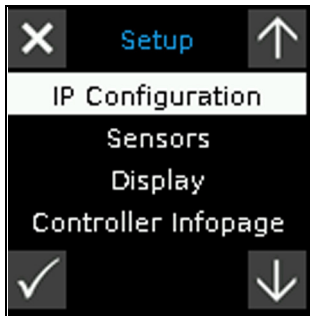 Setup
IP Configuration
Sensors
Display
Controller Infopage